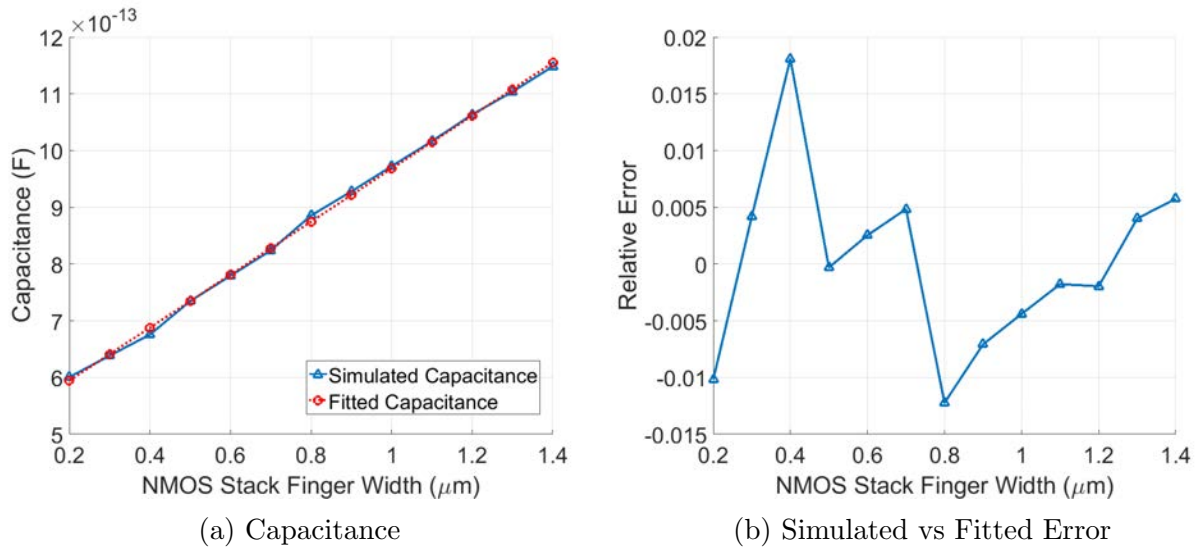 ×10⁻¹³
12
11
10
9
8
7
6
5
Capacitance (F)
0.2 0.4 0.6 0.8 1 1.2 1.4
NMOS Stack Finger Width (μm)
Simulated Capacitance
Fitted Capacitance
(a) Capacitance
0.02
0.015
0.01
0.005
0
-0.005
-0.01
-0.015
Relative Error
0.2 0.4 0.6 0.8 1 1.2 1.4
NMOS Stack Finger Width (μm)
(b) Simulated vs Fitted Error